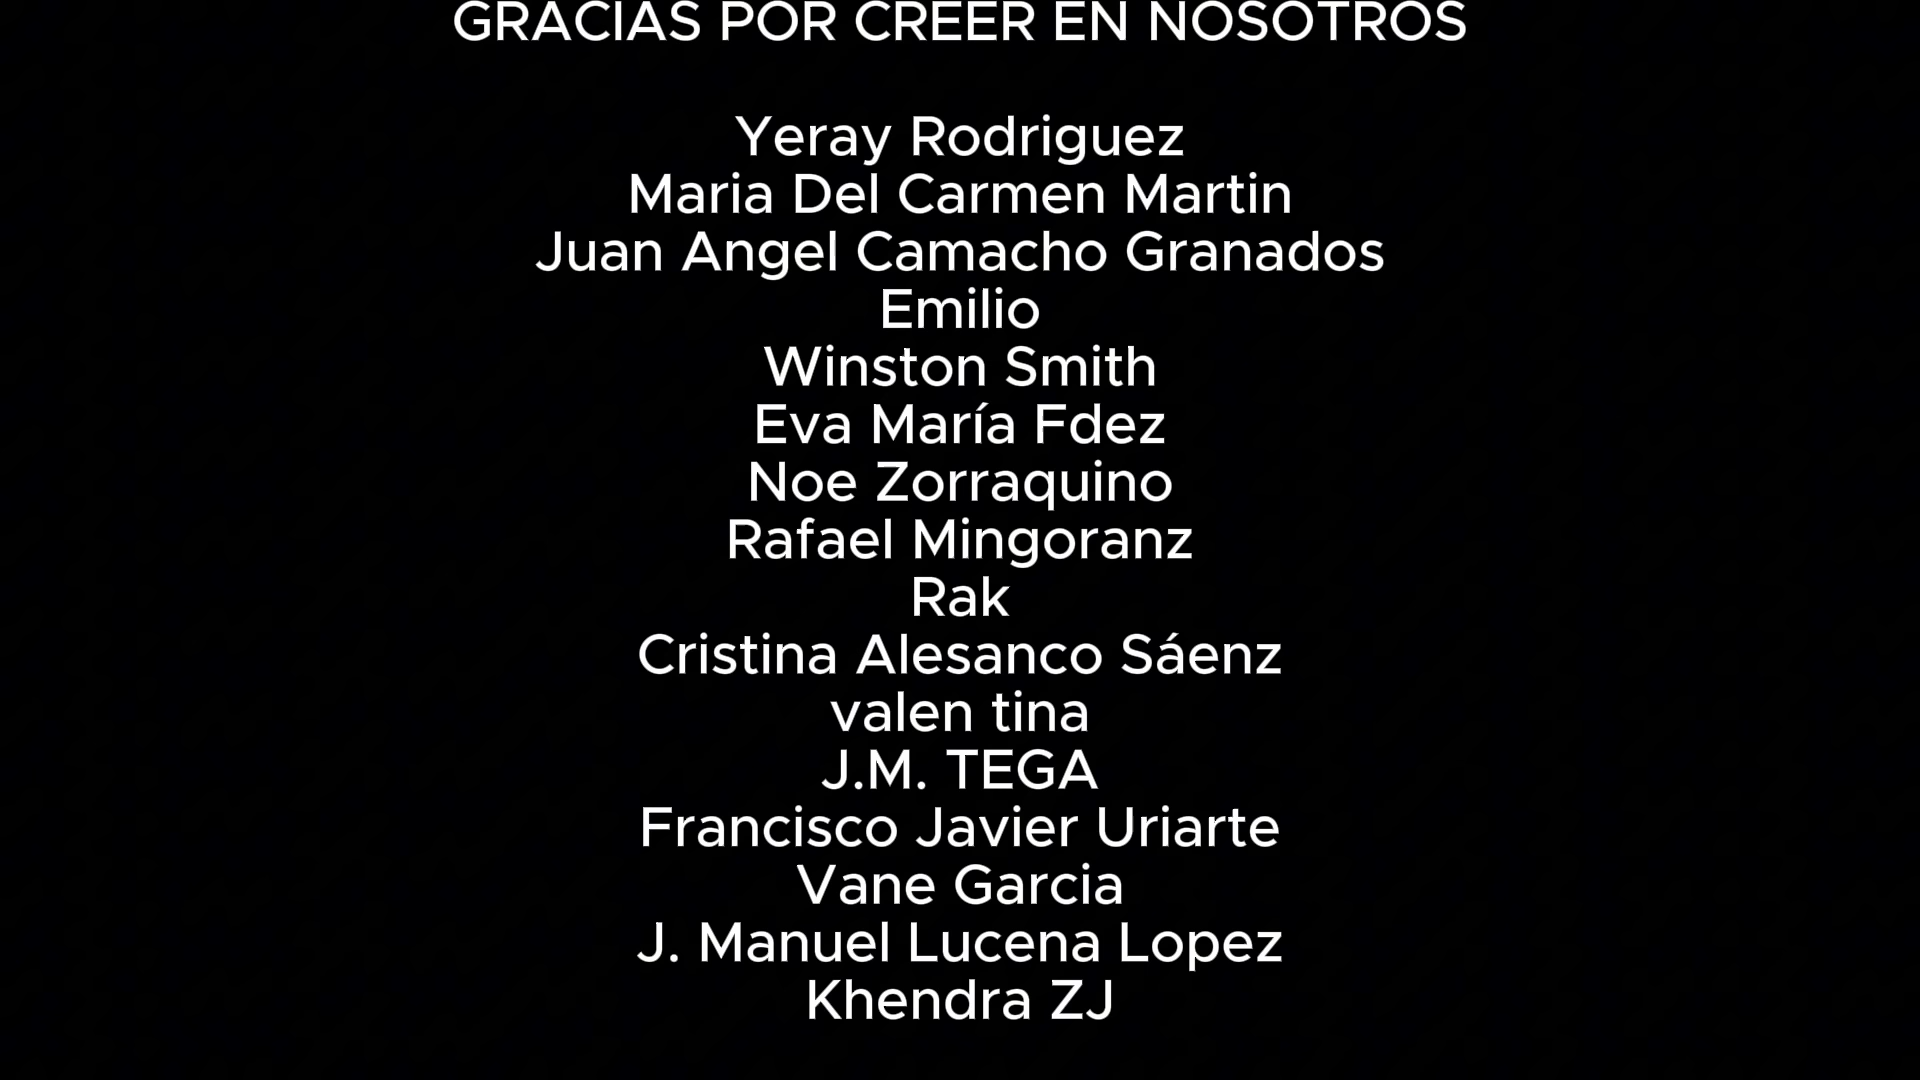 GRACIAS POR CREER EN NOSOTROS
Yeray Rodriguez
Maria Del Carmen Martin
Juan Angel Camacho Granados
Emilio
Winston Smith
Eva María Fdez
Noe Zorraquino
Rafael Mingoranz
Rak
Cristina Alesanco Sáenz
valen tina
J.M. TEGA
Francisco Javier Uriarte
Vane Garcia
J. Manuel Lucena Lopez
Khendra ZJ